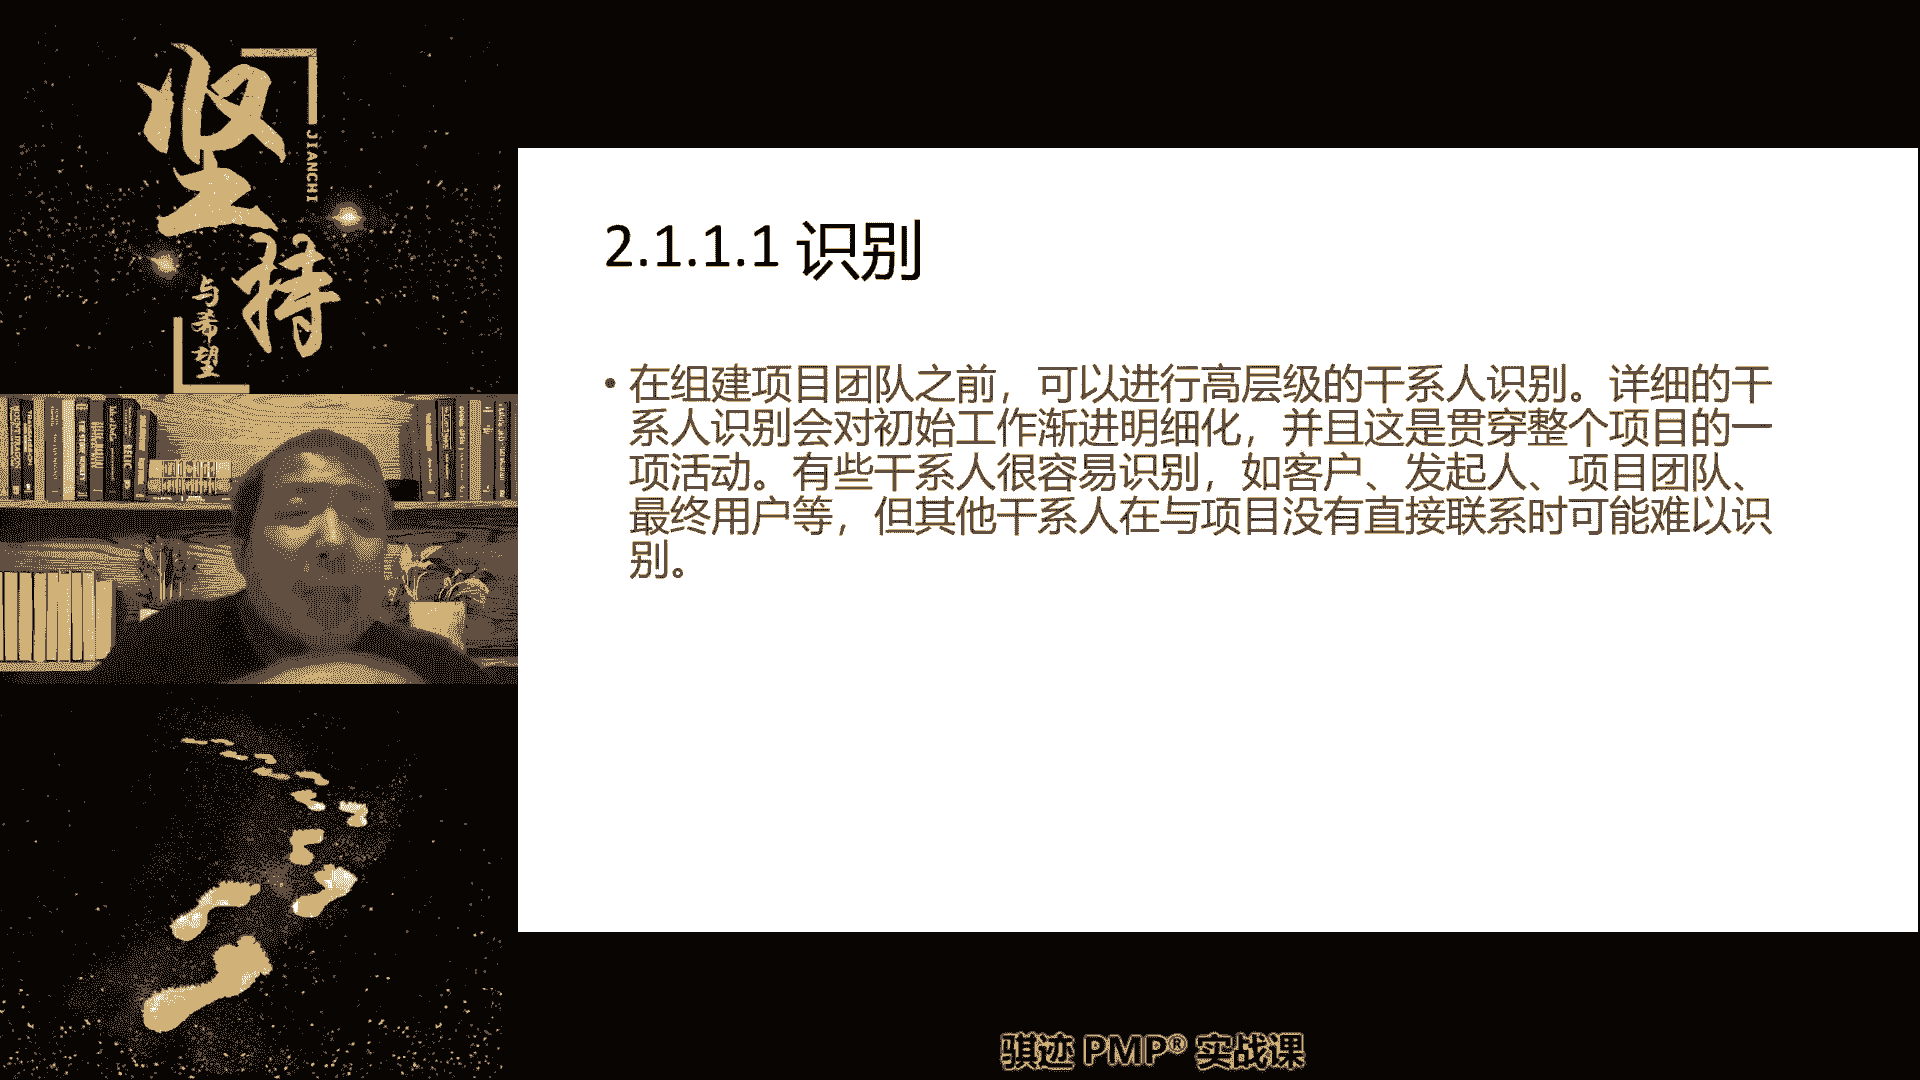 坚持
JIANCHI
与希望
2.1.1.1 识别
• 在组建项目团队之前，可以进行高层级的干系人识别。详细的干
系人识别会对初始工作渐进明细化，并且这是贯穿整个项目的一
项活动。有些干系人很容易识别，如客户、发起人、项目团队、
最终用户等，但其他干系人在与项目没有直接联系时可能难以识
别。
骐迹 PMP® 实战课